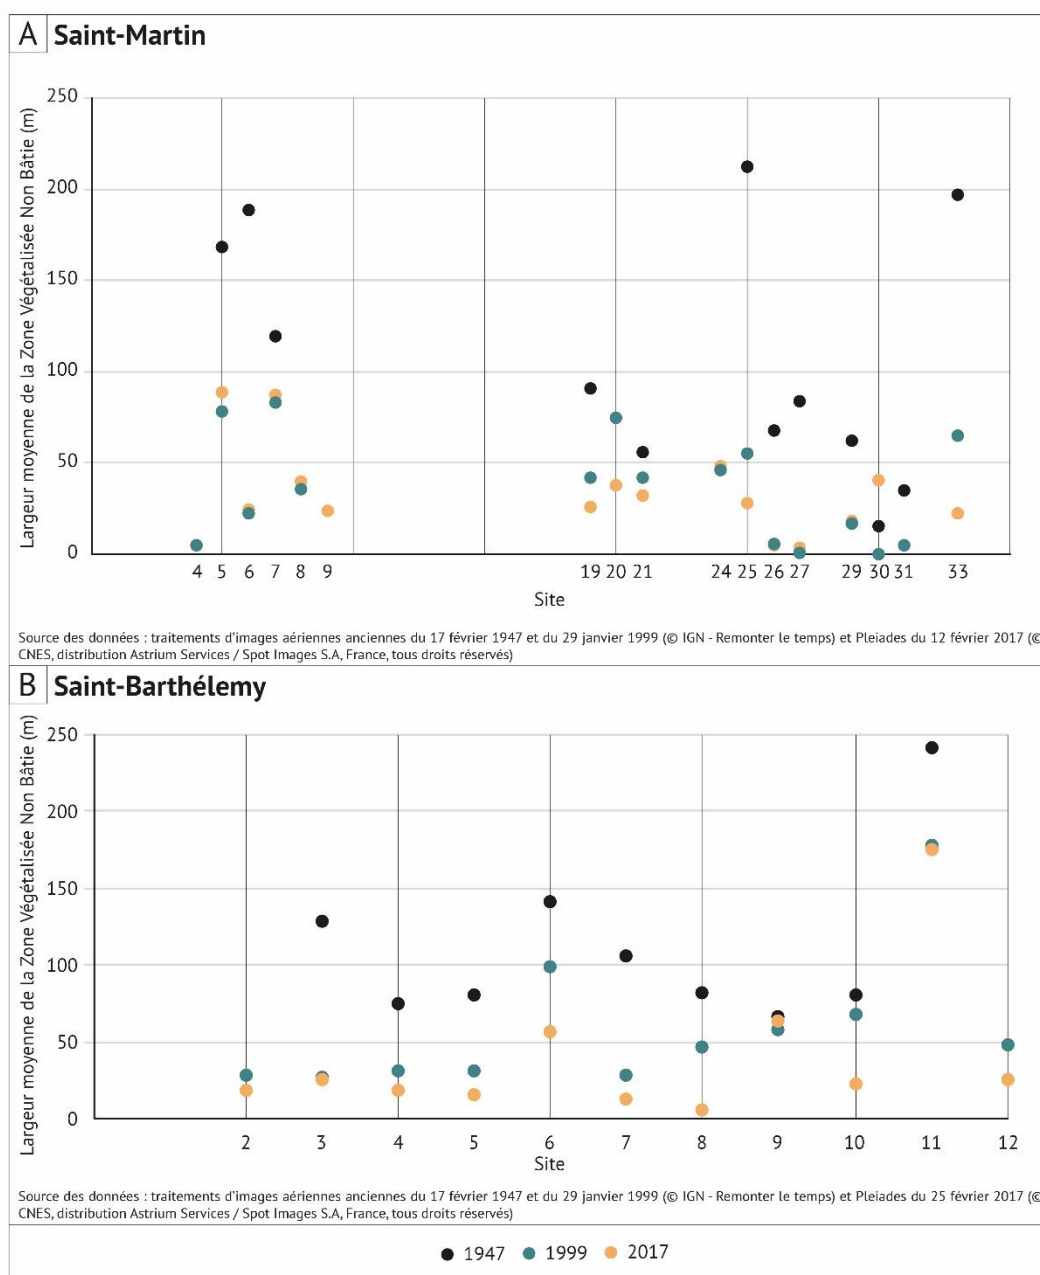 A Saint-Martin
Largeur moyenne de la Zone Végétalisée Non Bâtie (m)
250
200
150
100
50
0
4 5 6 7 8 9 19 20 21 24 25 26 27 29 30 31 33
Site
Source des données : traitements d'images aériennes anciennes du 17 février 1947 et du 29 janvier 1999 (© IGN - Remonter le temps) et Pleiades du 12 février 2017 (©
CNES, distribution Astrium Services / Spot Images S.A, France, tous droits réservés)
B Saint-Barthélemy
Largeur moyenne de la Zone Végétalisée Non Bâtie (m)
250
200
150
100
50
0
2 3 4 5 6 7 8 9 10 11 12
Site
Source des données : traitements d'images aériennes anciennes du 17 février 1947 et du 29 janvier 1999 (© IGN - Remonter le temps) et Pleiades du 25 février 2017 (©
CNES, distribution Astrium Services / Spot Images S.A, France, tous droits réservés)
1947 1999 2017